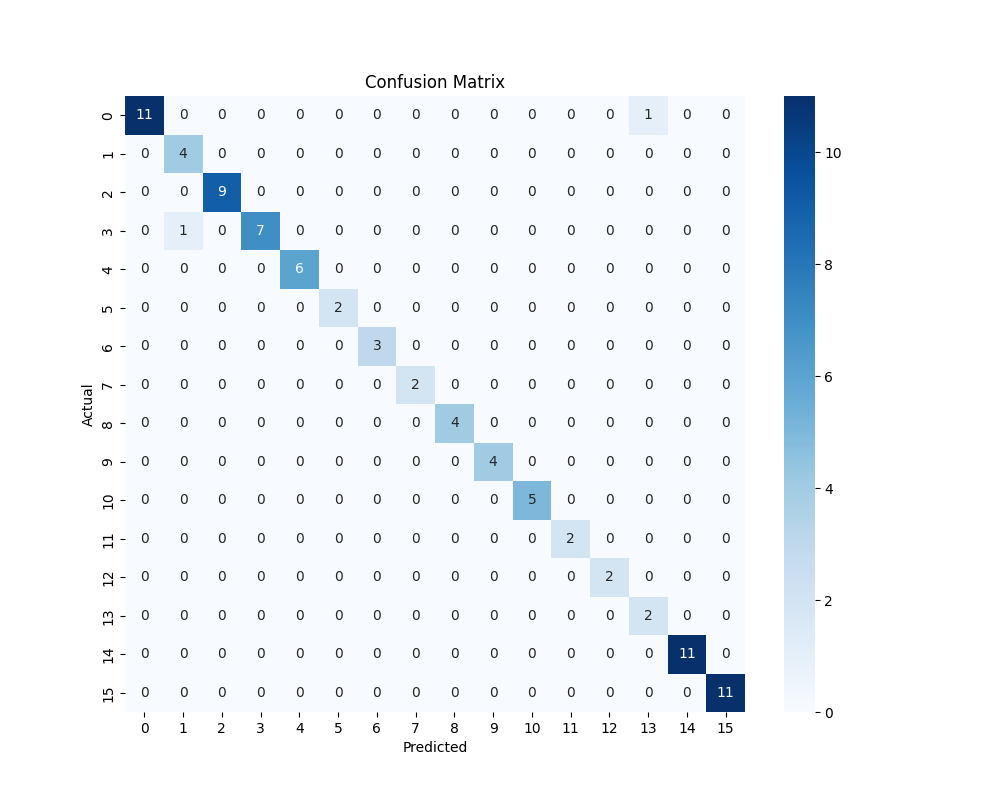 Confusion Matrix
0 11 0 0 0 0 0 0 0 0 0 0 0 0 1 0 0
1 0 4 0 0 0 0 0 0 0 0 0 0 0 0 0 0
2 0 0 9 0 0 0 0 0 0 0 0 0 0 0 0 0
3 0 1 0 7 0 0 0 0 0 0 0 0 0 0 0 0
4 0 0 0 0 6 0 0 0 0 0 0 0 0 0 0 0
5 0 0 0 0 0 2 0 0 0 0 0 0 0 0 0 0
6 0 0 0 0 0 0 3 0 0 0 0 0 0 0 0 0
7 0 0 0 0 0 0 0 2 0 0 0 0 0 0 0 0
8 0 0 0 0 0 0 0 0 4 0 0 0 0 0 0 0
9 0 0 0 0 0 0 0 0 0 4 0 0 0 0 0 0
10 0 0 0 0 0 0 0 0 0 0 5 0 0 0 0 0
11 0 0 0 0 0 0 0 0 0 0 0 2 0 0 0 0
12 0 0 0 0 0 0 0 0 0 0 0 0 2 0 0 0
13 0 0 0 0 0 0 0 0 0 0 0 0 0 2 0 0
14 0 0 0 0 0 0 0 0 0 0 0 0 0 0 11 0
15 0 0 0 0 0 0 0 0 0 0 0 0 0 0 0 11
0 1 2 3 4 5 6 7 8 9 10 11 12 13 14 15
Predicted
Actual
10
8
6
4
2
0